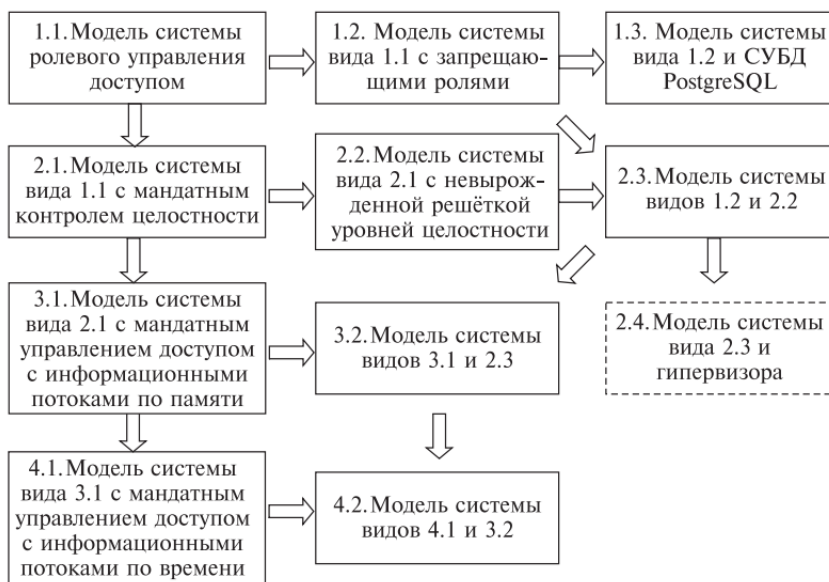 1.1. Модель системы
ролевого управления
доступом
1.2. Модель системы
вида 1.1 с запрещаю-
щими ролями
1.3. Модель системы
вида 1.2 и СУБД
PostgreSQL
2.1. Модель системы
вида 1.1 с мандатным
контролем целостности
2.2. Модель системы
вида 2.1 с невырож-
денной решёткой
уровней целостности
2.3. Модель системы
видов 1.2 и 2.2
3.1. Модель системы
вида 2.1 с мандатным
управлением доступом
с информационными
потоками по памяти
3.2. Модель системы
видов 3.1 и 2.3
2.4. Модель системы
вида 2.3 и
гипервизора
4.1. Модель системы
вида 3.1 с мандатным
управлением доступом
с информационными
потоками по времени
4.2. Модель системы
видов 4.1 и 3.2